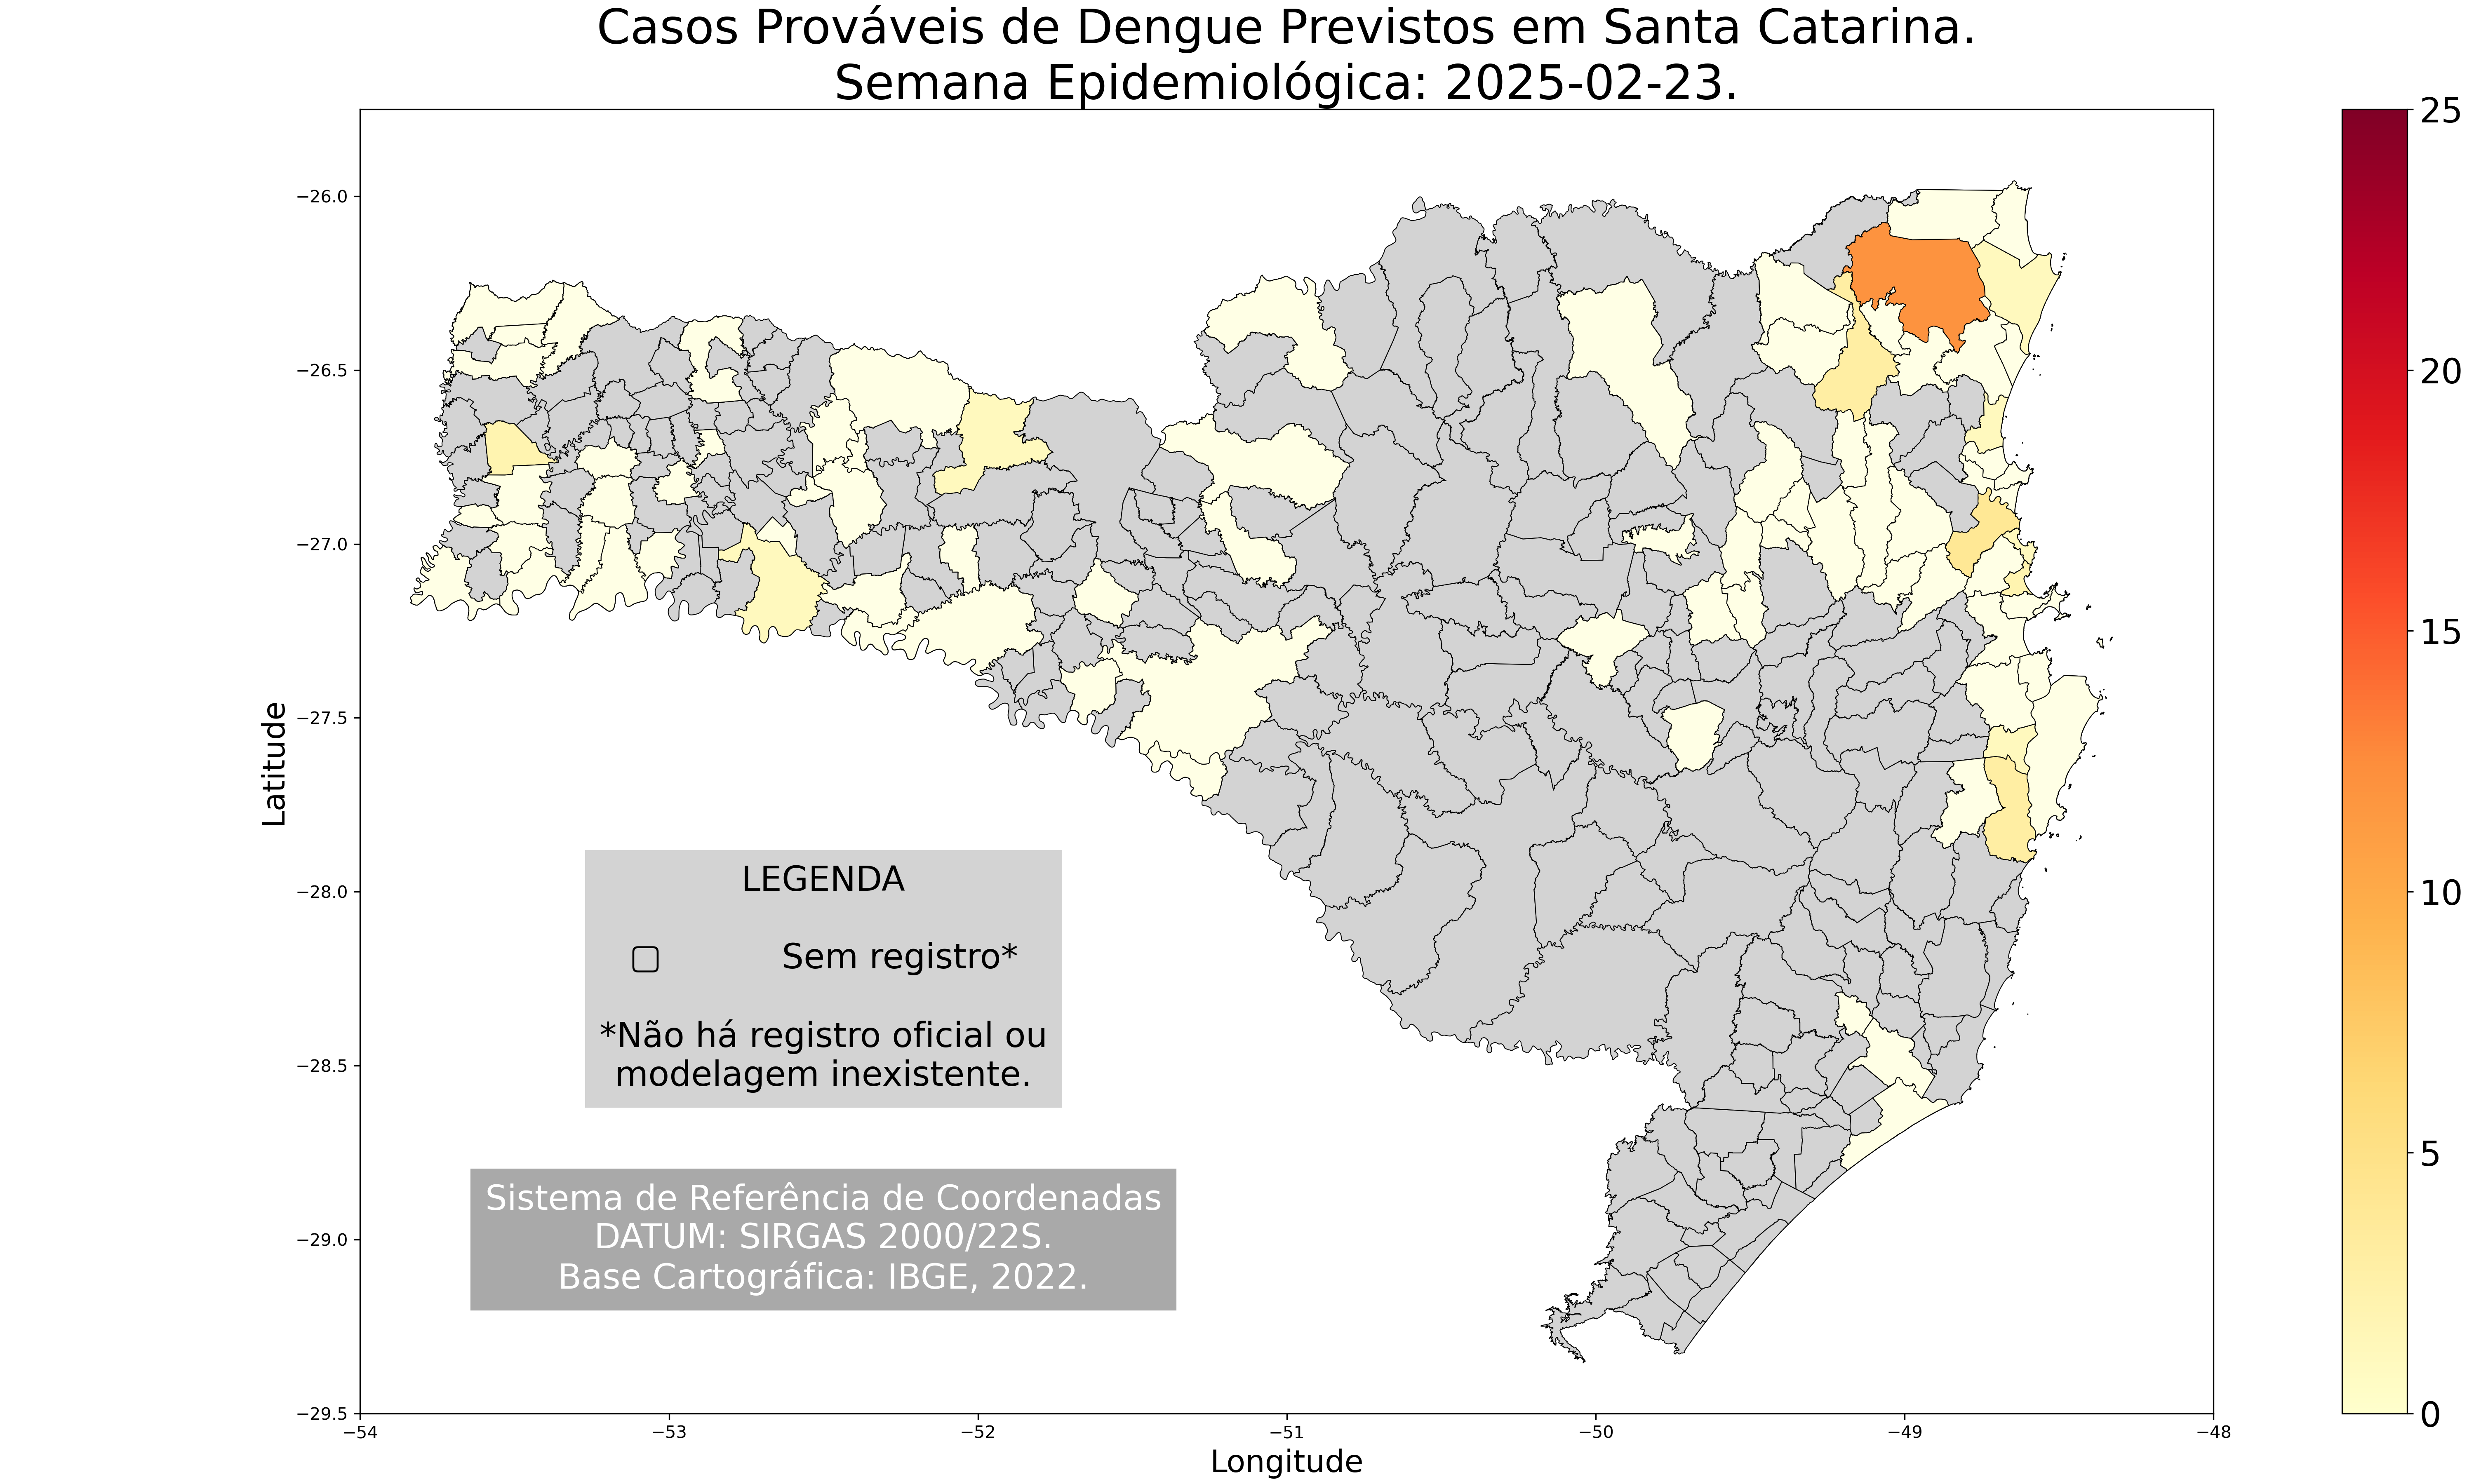 Casos Prováveis de Dengue Previstos em Santa Catarina.
Semana Epidemiológica: 2025-02-23.
25
20
15
10
5
0
−26.0
−26.5
−27.0
−27.5
−28.0
−28.5
−29.0
−29.5
Latitude
LEGENDA
Sem registro*
*Não há registro oficial ou
modelagem inexistente.
Sistema de Referência de Coordenadas
DATUM: SIRGAS 2000/22S.
Base Cartográfica: IBGE, 2022.
−54
−53
−52
−51
−50
−49
−48
Longitude